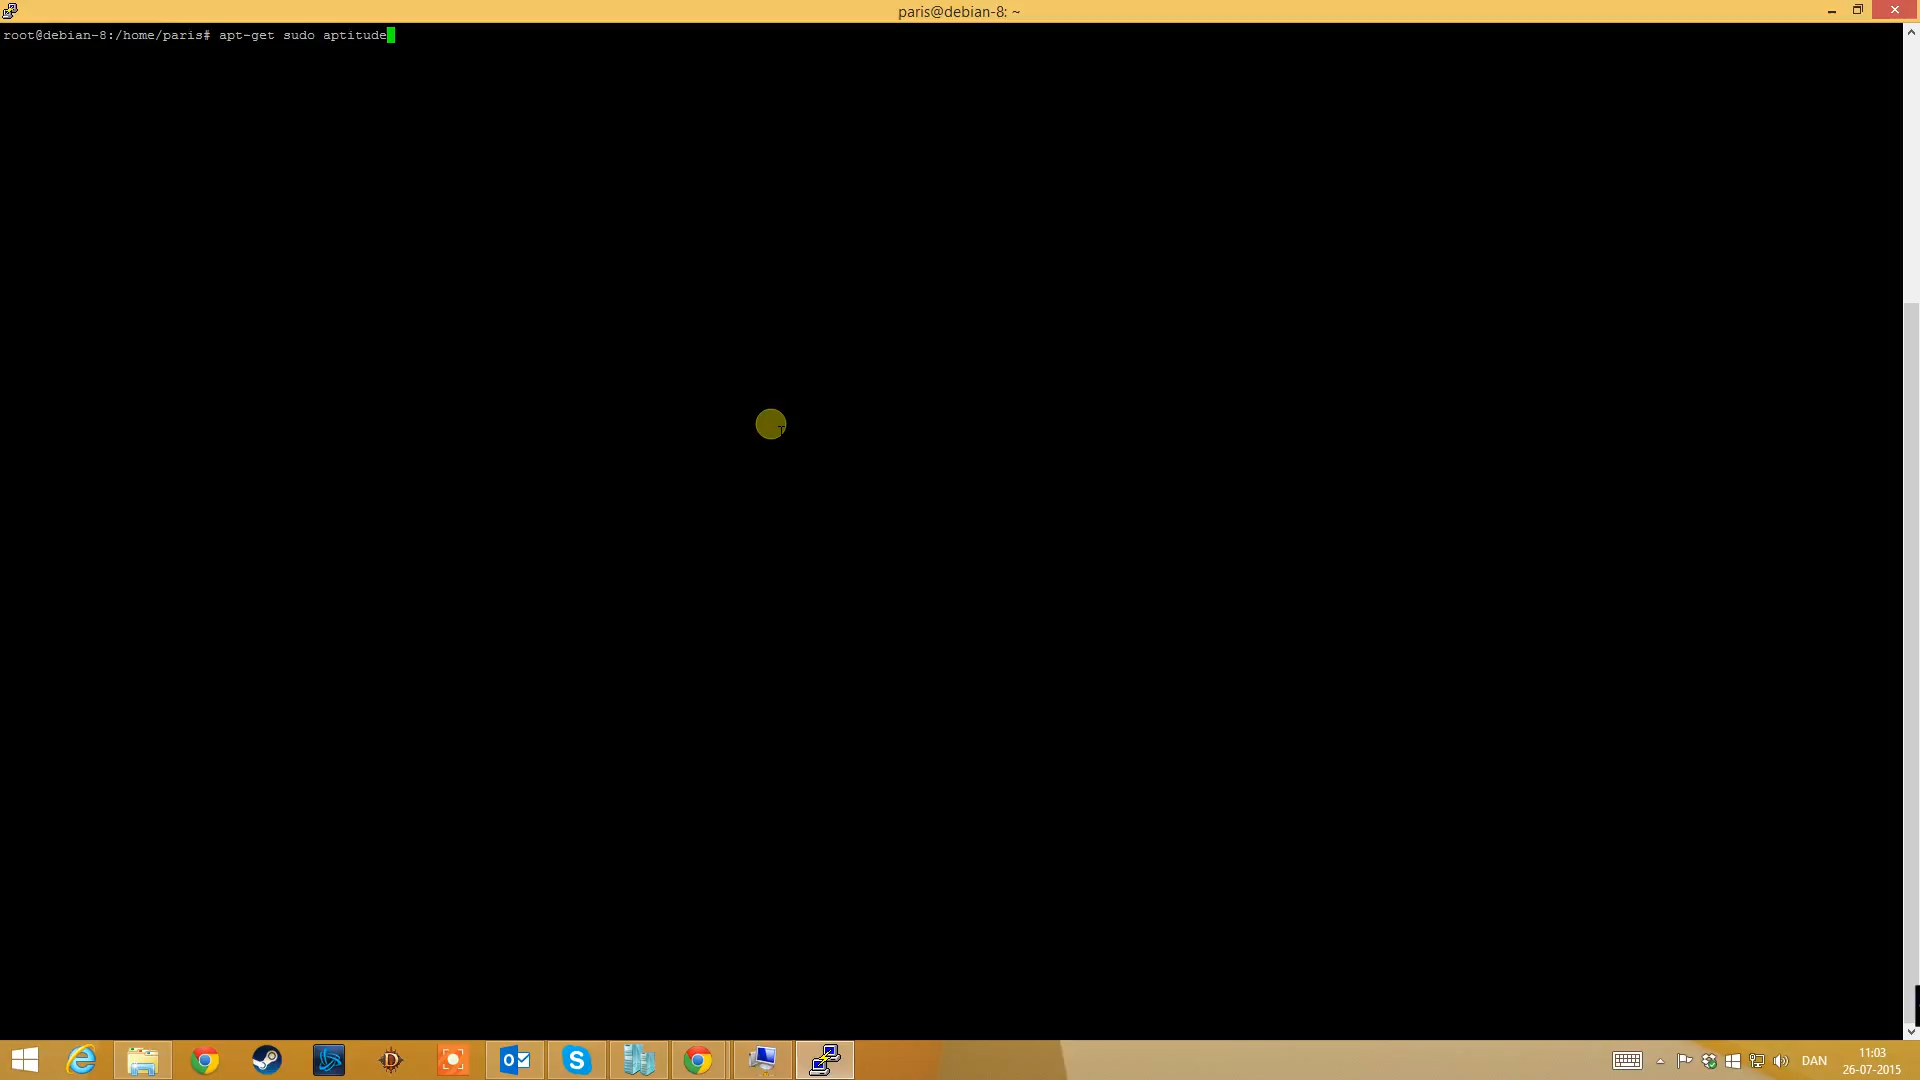 paris@debian-8: ~
root@debian-8:/home/paris# apt-get sudo aptitude
DAN
11:03
26-07-2015